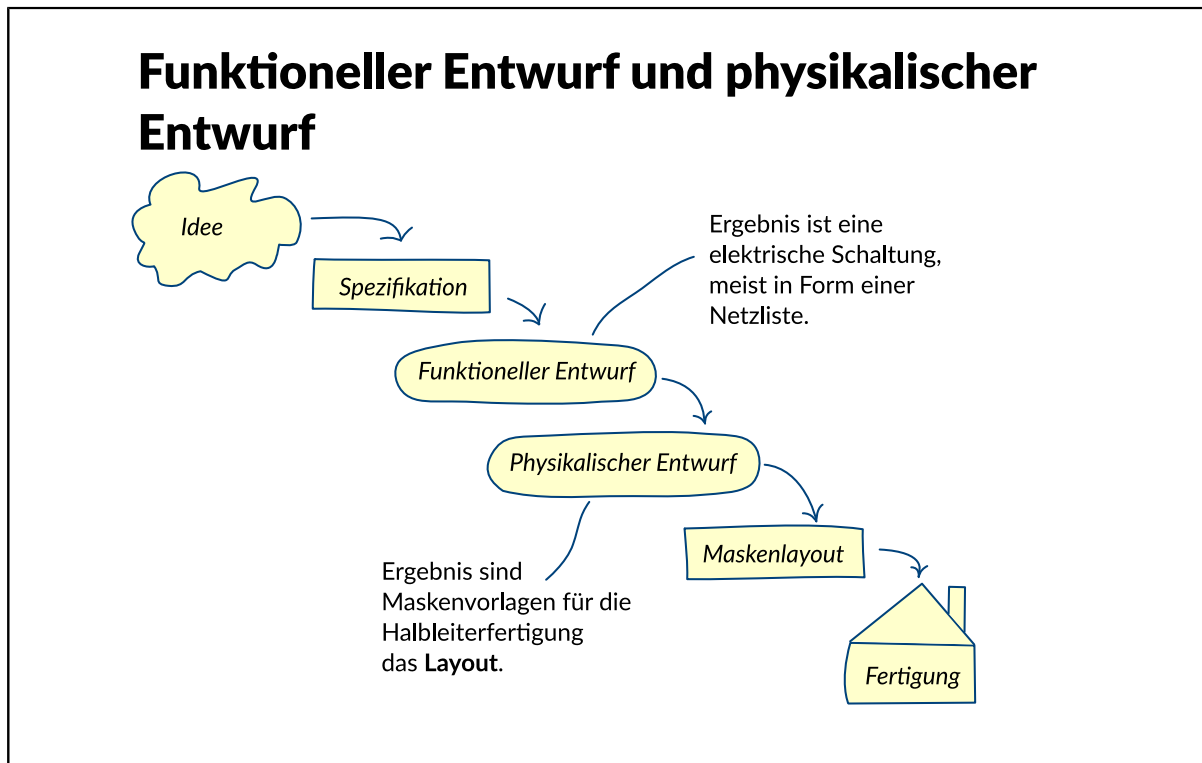 Funktioneller Entwurf und physikalischer
Entwurf
Idee
Spezifikation
Ergebnis ist eine
elektrische Schaltung,
meist in Form einer
Netzliste.
Funktioneller Entwurf
Physikalischer Entwurf
Maskenlayout
Ergebnis sind
Maskenvorlagen für die
Halbleiterfertigung
das Layout.
Fertigung